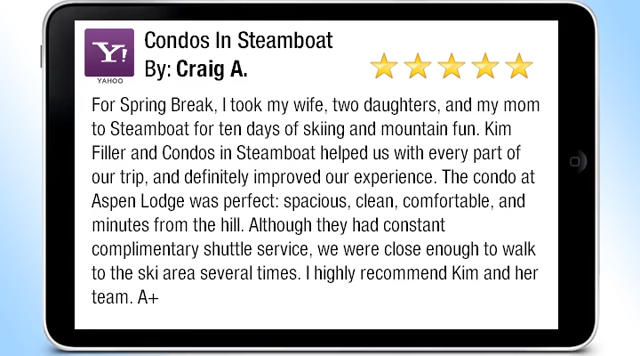 Y!
YAHOO
Condos In Steamboat
By: Craig A.
For Spring Break, I took my wife, two daughters, and my mom
to Steamboat for ten days of skiing and mountain fun. Kim
Filler and Condos in Steamboat helped us with every part of
our trip, and definitely improved our experience. The condo at
Aspen Lodge was perfect: spacious, clean, comfortable, and
minutes from the hill. Although they had constant
complimentary shuttle service, we were close enough to walk
to the ski area several times. I highly recommend Kim and her
team. A+